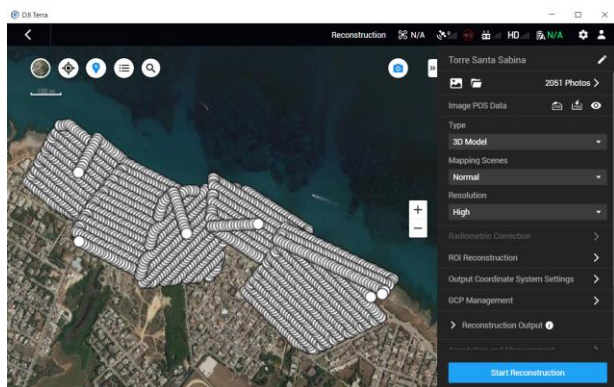 DJI Terra
Reconstruction N/A HD N/A
Torre Santa Sabina
2051 Photos
Image POS Data
Type
3D Model
Mapping Scenes
Normal
Resolution
High
Radiometric Correction
ROI Reconstruction
Output Coordinate System Settings
GCP Management
Reconstruction Output
Start Reconstruction